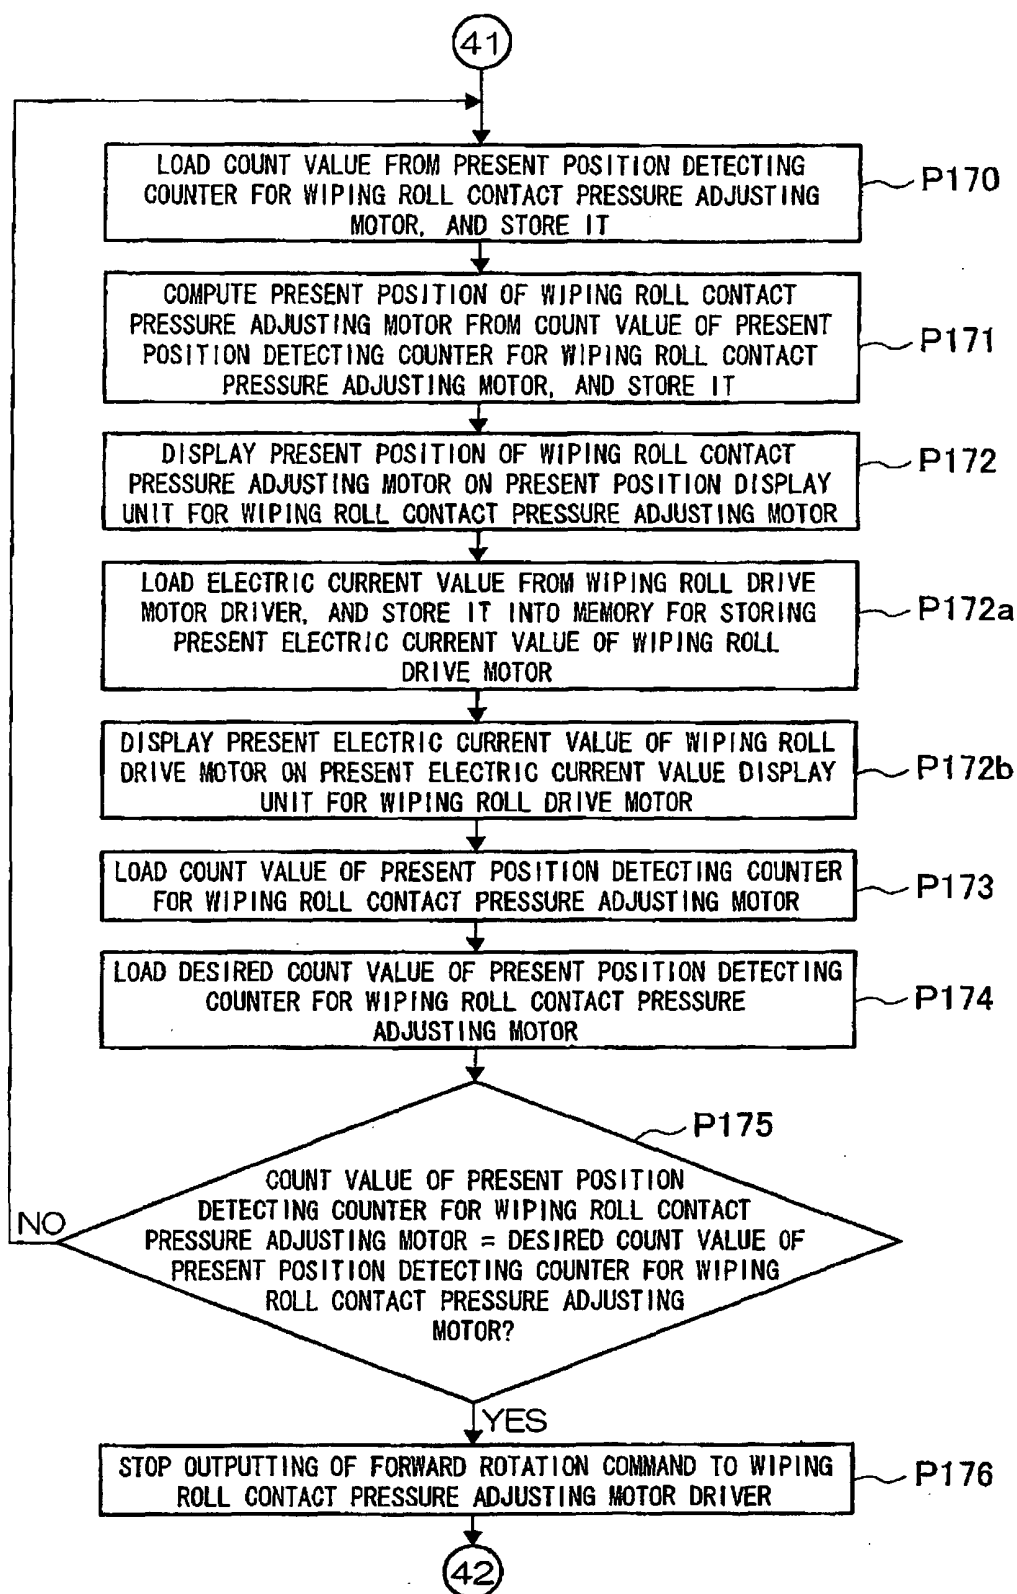 41
LOAD COUNT VALUE FROM PRESENT POSITION DETECTING
COUNTER FOR WIPING ROLL CONTACT PRESSURE ADJUSTING
MOTOR, AND STORE IT
P170
COMPUTE PRESENT POSITION OF WIPING ROLL CONTACT
PRESSURE ADJUSTING MOTOR FROM COUNT VALUE OF PRESENT
POSITION DETECTING COUNTER FOR WIPING ROLL CONTACT
PRESSURE ADJUSTING MOTOR, AND STORE IT
P171
DISPLAY PRESENT POSITION OF WIPING ROLL CONTACT
PRESSURE ADJUSTING MOTOR ON PRESENT POSITION DISPLAY
UNIT FOR WIPING ROLL CONTACT PRESSURE ADJUSTING MOTOR
P172
LOAD ELECTRIC CURRENT VALUE FROM WIPING ROLL DRIVE
MOTOR DRIVER, AND STORE IT INTO MEMORY FOR STORING
PRESENT ELECTRIC CURRENT VALUE OF WIPING ROLL
DRIVE MOTOR
P172a
DISPLAY PRESENT ELECTRIC CURRENT VALUE OF WIPING ROLL
DRIVE MOTOR ON PRESENT ELECTRIC CURRENT VALUE DISPLAY
UNIT FOR WIPING ROLL DRIVE MOTOR
P172b
LOAD COUNT VALUE OF PRESENT POSITION DETECTING COUNTER
FOR WIPING ROLL CONTACT PRESSURE ADJUSTING MOTOR
P173
LOAD DESIRED COUNT VALUE OF PRESENT POSITION DETECTING
COUNTER FOR WIPING ROLL CONTACT PRESSURE
ADJUSTING MOTOR
P174
P175
COUNT VALUE OF PRESENT POSITION
DETECTING COUNTER FOR WIPING ROLL CONTACT
PRESSURE ADJUSTING MOTOR = DESIRED COUNT VALUE OF
PRESENT POSITION DETECTING COUNTER FOR WIPING
ROLL CONTACT PRESSURE ADJUSTING
MOTOR?
NO
YES
STOP OUTPUTTING OF FORWARD ROTATION COMMAND TO WIPING
ROLL CONTACT PRESSURE ADJUSTING MOTOR DRIVER
P176
42